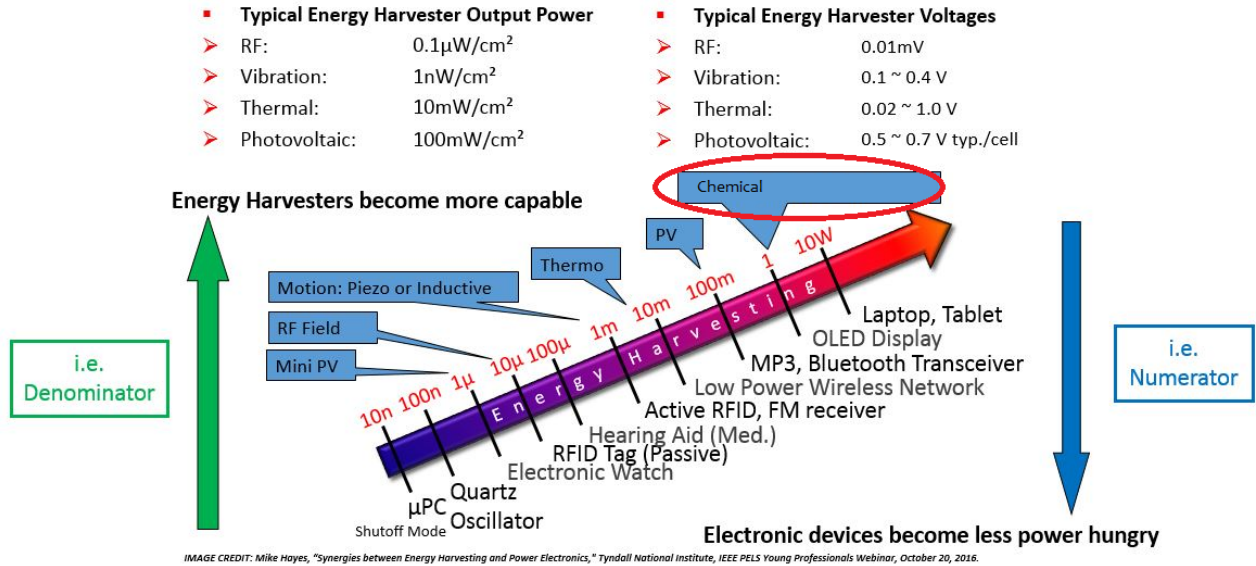 ▪ Typical Energy Harvester Output Power
➤ RF: 0.1µW/cm²
➤ Vibration: 1nW/cm²
➤ Thermal: 10mW/cm²
➤ Photovoltaic: 100mW/cm²
▪ Typical Energy Harvester Voltages
➤ RF: 0.01mV
➤ Vibration: 0.1 ~ 0.4 V
➤ Thermal: 0.02 ~ 1.0 V
➤ Photovoltaic: 0.5 ~ 0.7 V typ./cell
Chemical
Energy Harvesters become more capable
PV
Thermo
Motion: Piezo or Inductive
RF Field
Mini PV
10n 100n 1µ 10µ 100µ 1m 10m 100m 1 10W
Energy Harvesting
i.e.
Denominator
i.e.
Numerator
Laptop, Tablet
OLED Display
MP3, Bluetooth Transceiver
Low Power Wireless Network
Active RFID, FM receiver
Hearing Aid (Med.)
RFID Tag (Passive)
Electronic Watch
Quartz
Oscillator
µPC
Shutoff Mode
Electronic devices become less power hungry
IMAGE CREDIT: Mike Hayes, "Synergies between Energy Harvesting and Power Electronics," Tyndall National Institute, IEEE PELS Young Professionals Webinar, October 20, 2016.